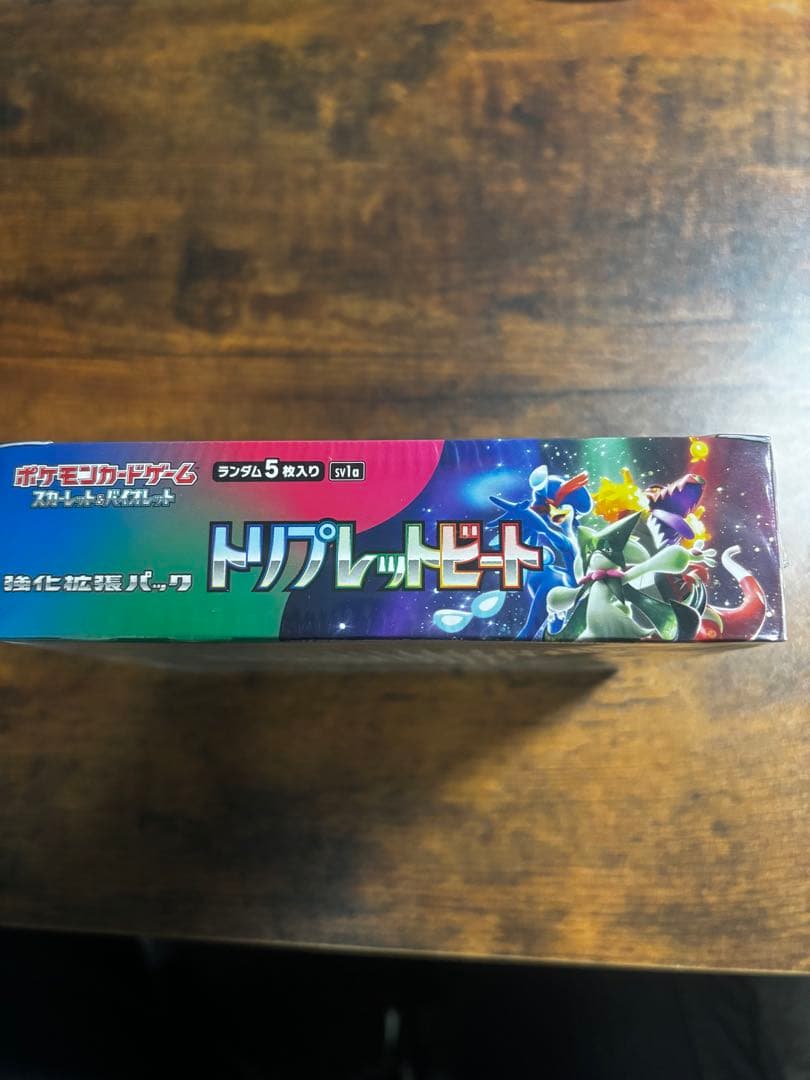 ポケモンカードゲーム
スカーレット&バイオレット
強化拡張パック
ランダム5枚入り sv1a
トリプレットビート